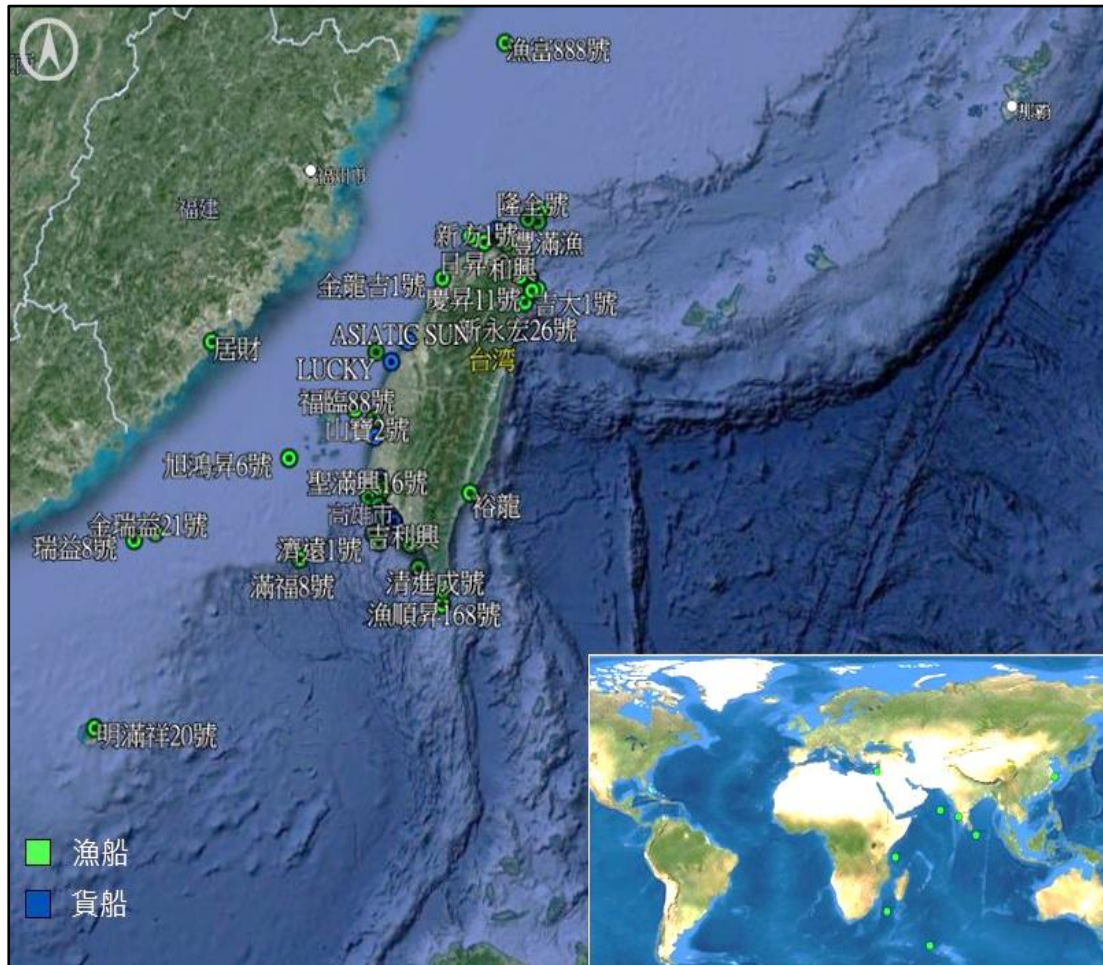 漁富888號
那霸
福州市
福建
隆全號
新方1號
豐滿漁
日昇
和興
金龍吉1號
慶昇11號
吉大1號
新永宏26號
ASIATIC SUN
居財
台湾
LUCKY
福臨88號
山寶2號
旭鴻昇6號
聖滿興16號
裕龍
高雄市
金瑞益21號
吉利興
瑞益8號
濟遠1號
滿福8號
清進成號
漁順昇168號
明滿祥20號
漁船
貨船